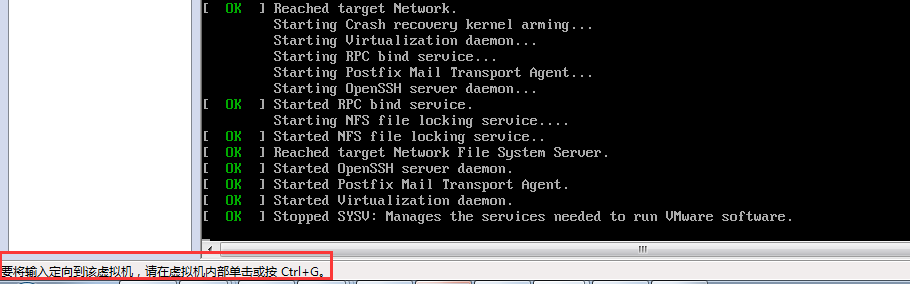 [  OK  ] Reached target Network.
Starting Crash recovery kernel arming...
Starting Virtualization daemon...
Starting RPC bind service...
Starting Postfix Mail Transport Agent...
Starting OpenSSH server daemon...
[  OK  ] Started RPC bind service.
Starting NFS file locking service....
[  OK  ] Started NFS file locking service..
[  OK  ] Reached target Network File System Server.
[  OK  ] Started OpenSSH server daemon.
[  OK  ] Started Postfix Mail Transport Agent.
[  OK  ] Started Virtualization daemon.
[  OK  ] Stopped SYSV: Manages the services needed to run VMware software.
要将输入定向到该虚拟机，请在虚拟机内部单击或按 Ctrl+G。